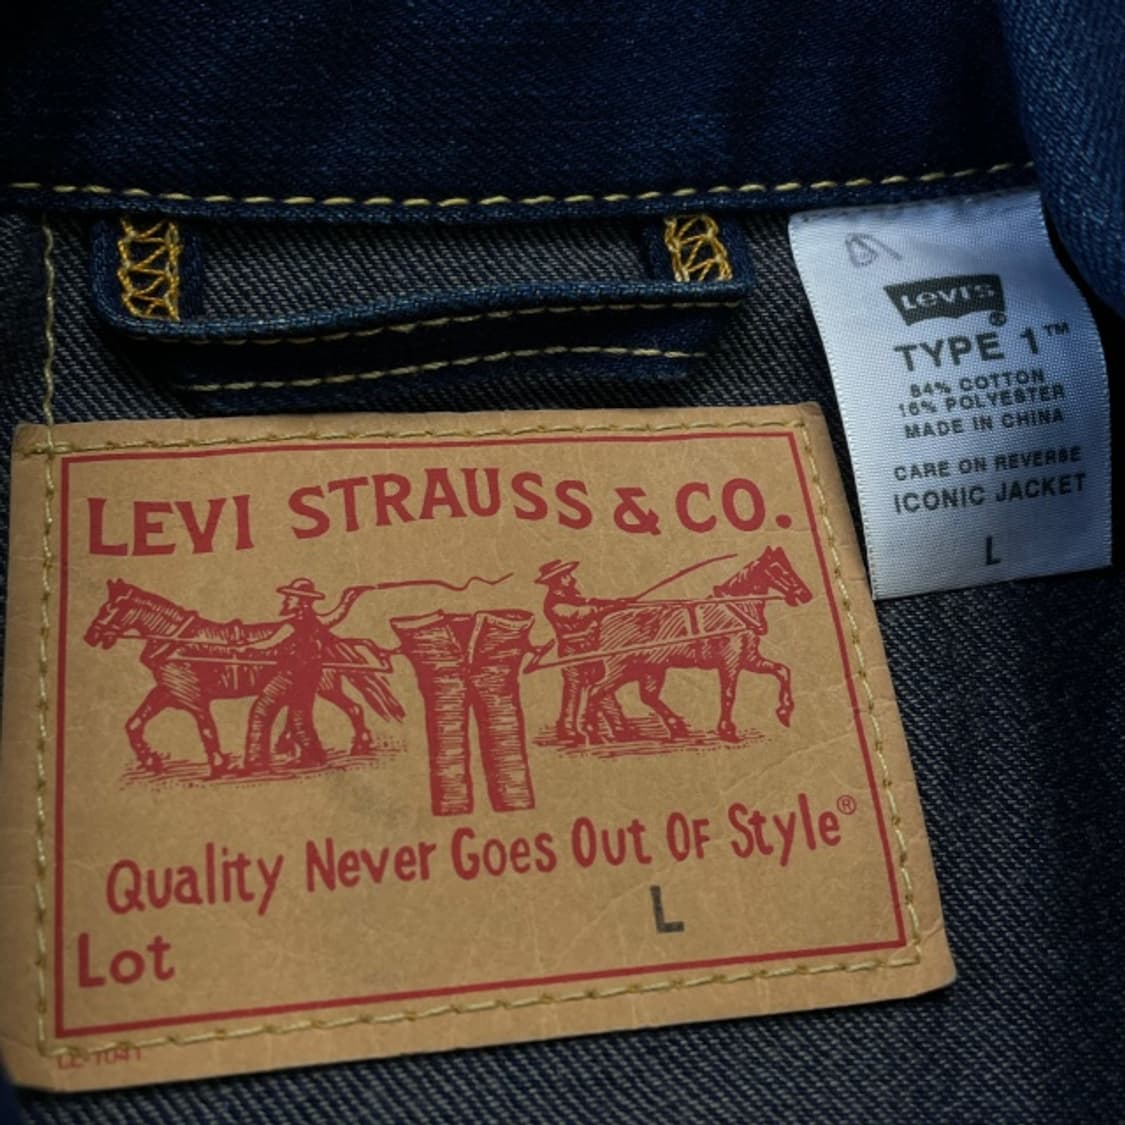 Levi's
®
TYPE 1™
84% COTTON
16% POLYESTER
MADE IN CHINA
CARE ON REVERSE
ICONIC JACKET
L
LEVI STRAUSS & CO.
Quality Never Goes Out Of Style®
L
Lot